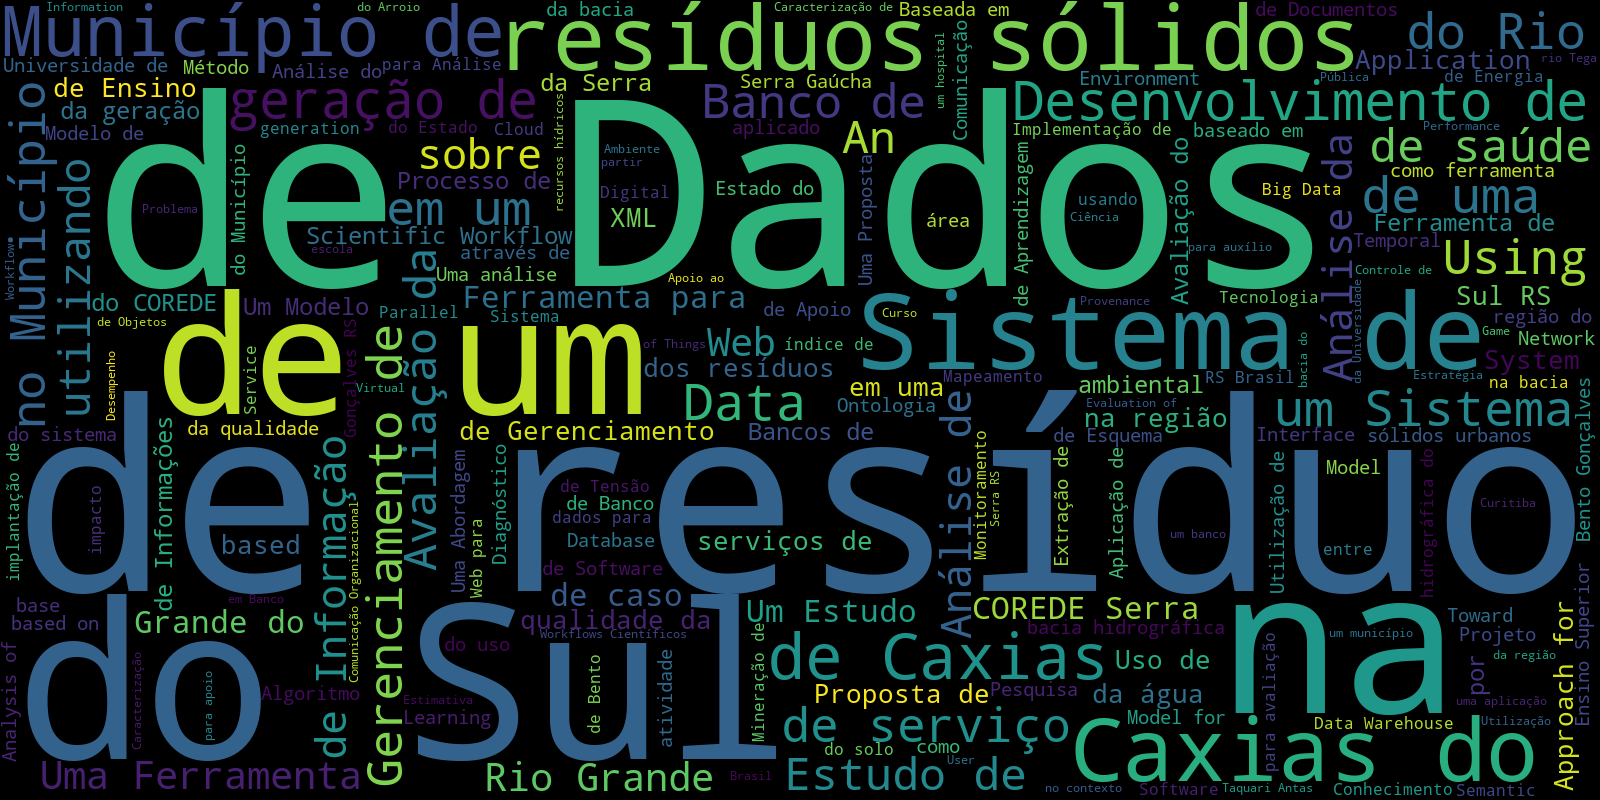 Information
do Arroio
da bacia
Caracterização de
Baseada em
de Documentos
Município de
resíduos sólidos
do Rio
Universidade de
Método
Análise do
para Análise
da Serra
Serra Gaúcha
um hospital
Comunicação
Environment
Application
Pública
de Energia
rio Tega
de Ensino
da geração
geração de
Banco de
Desenvolvimento de
Modelo de
generation
do Estado
Cloud
recursos hídricos
aplicado
An
Implementação de
baseado em
Performance
no Município
utilizando
de Dados
sobre
Ambiente
partir
de saúde
como ferramenta
do Município
Processo de
Digital
Estado do
Uma Proposta
de Aprendizagem
Avaliação do
usando
Big Data
Análise da
de uma
Problema
em um
XML
área
Ciência
Ferramenta de
Workflow
escola
Scientific Workflow
através de
para auxílio
Temporal
Using
Uma análise
Apoio ao
Controle de
do COREDE
Um Modelo
Ferramenta para
de Apoio
Curso
Provenance
Tecnologia
da Universidade
Sul RS
de Objetos
Gonçalves RS
Parallel
Sistema
Sistema de
região do
Game
Network
de um
Avaliação da
of Things
Web
índice de
bacia do
System
Desempenho
Service
Virtual
dos resíduos
em uma
Mapeamento
ambiental
RS Brasil
Estratégia
na bacia
Gerenciamento de
Data
Ontologia
Evaluation of
na região
um Sistema
do sistema
da qualidade
de Gerenciamento
Bancos de
Análise de
de Esquema
Interface
sólidos urbanos
Bento Gonçalves
implantação de
de resíduo
de Informações
de Informação
Uma Abordagem
Diagnóstico
de Tensão
Monitoramento
Serra RS
Extração de
Aplicação de
Utilização de
Model
hidrográfica do
impacto
Comunicação Organizacional
de Banco
Curitiba
based
Web para
dados para
Database
serviços de
um banco
entre
de Software
base
based on
em Banco
Grande do
de caso
Um Estudo
COREDE Serra
Toward
Ensino Superior
do Sul
qualidade da
Workflows Científicos
bacia hidrográfica
na
um município
Projeto
Analysis of
Caracterização
para apoio
do uso
de Bento
atividade
Mineração de
de Caxias
Uso de
para avaliação
por
da região
Approach for
Algoritmo
Estimativa
Learning
Proposta de
Pesquisa
da água
uma aplicação
Model for
Data Warehouse
Utilização
de serviço
do solo
como
User
Caxias do
Uma Ferramenta
Rio Grande
Brasil
Estudo de
no contexto
Software
Taquari Antas
Conhecimento
Semantic